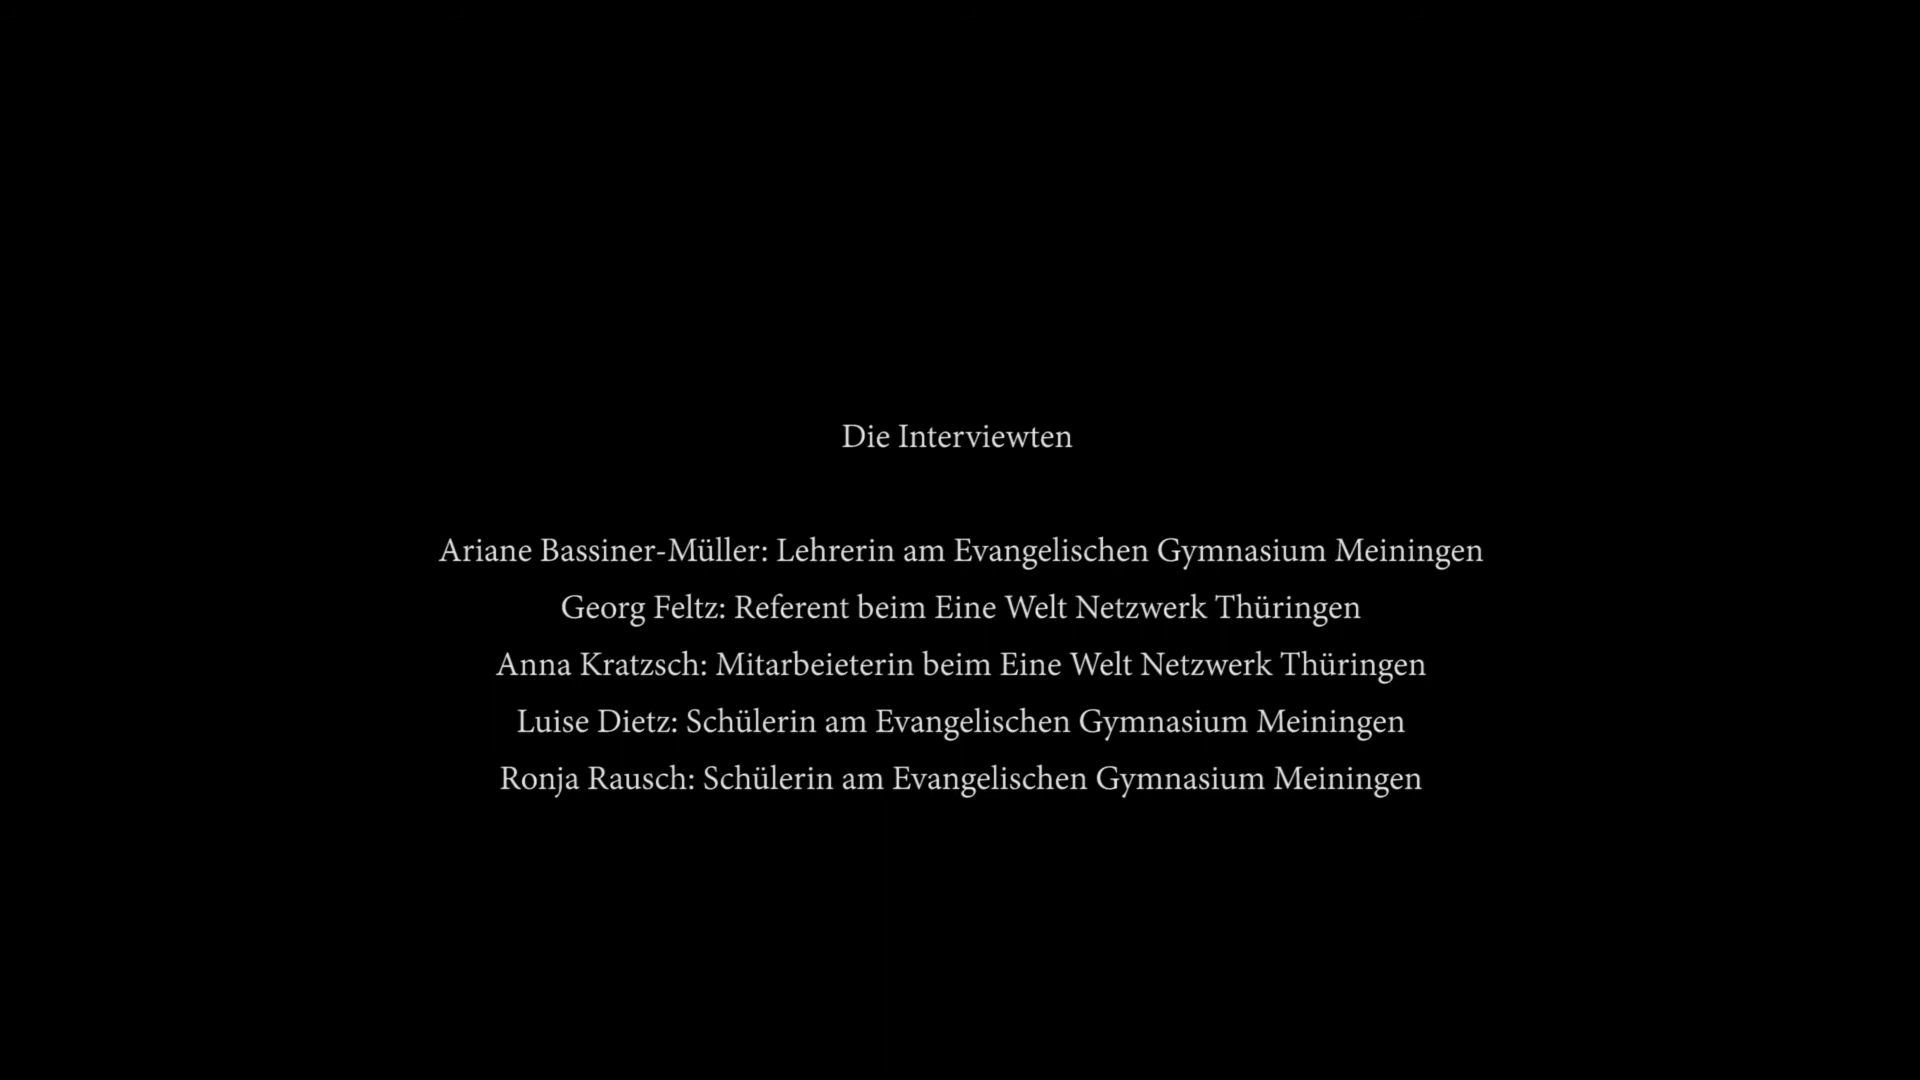 Die Interviewten
Ariane Bassiner-Müller: Lehrerin am Evangelischen Gymnasium Meiningen
Georg Feltz: Referent beim Eine Welt Netzwerk Thüringen
Anna Kratzsch: Mitarbeieterin beim Eine Welt Netzwerk Thüringen
Luise Dietz: Schülerin am Evangelischen Gymnasium Meiningen
Ronja Rausch: Schülerin am Evangelischen Gymnasium Meiningen